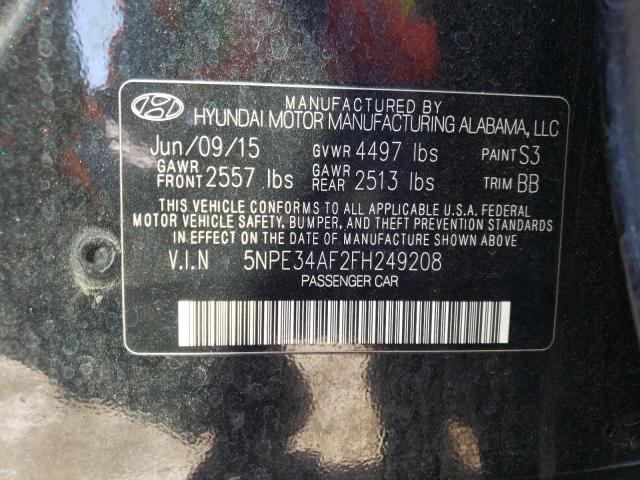 MANUFACTURED BY
HYUNDAI MOTOR MANUFACTURING ALABAMA, LLC
Jun/09/15 GVWR 4497 lbs PAINT S3
GAWR FRONT 2557 lbs GAWR REAR 2513 lbs TRIM BB
THIS VEHICLE CONFORMS TO ALL APPLICABLE U.S.A. FEDERAL
MOTOR VEHICLE SAFETY, BUMPER, AND THEFT PREVENTION STANDARDS
IN EFFECT ON THE DATE OF MANUFACTURE SHOWN ABOVE.
V.I.N 5NPE34AF2FH249208
PASSENGER CAR